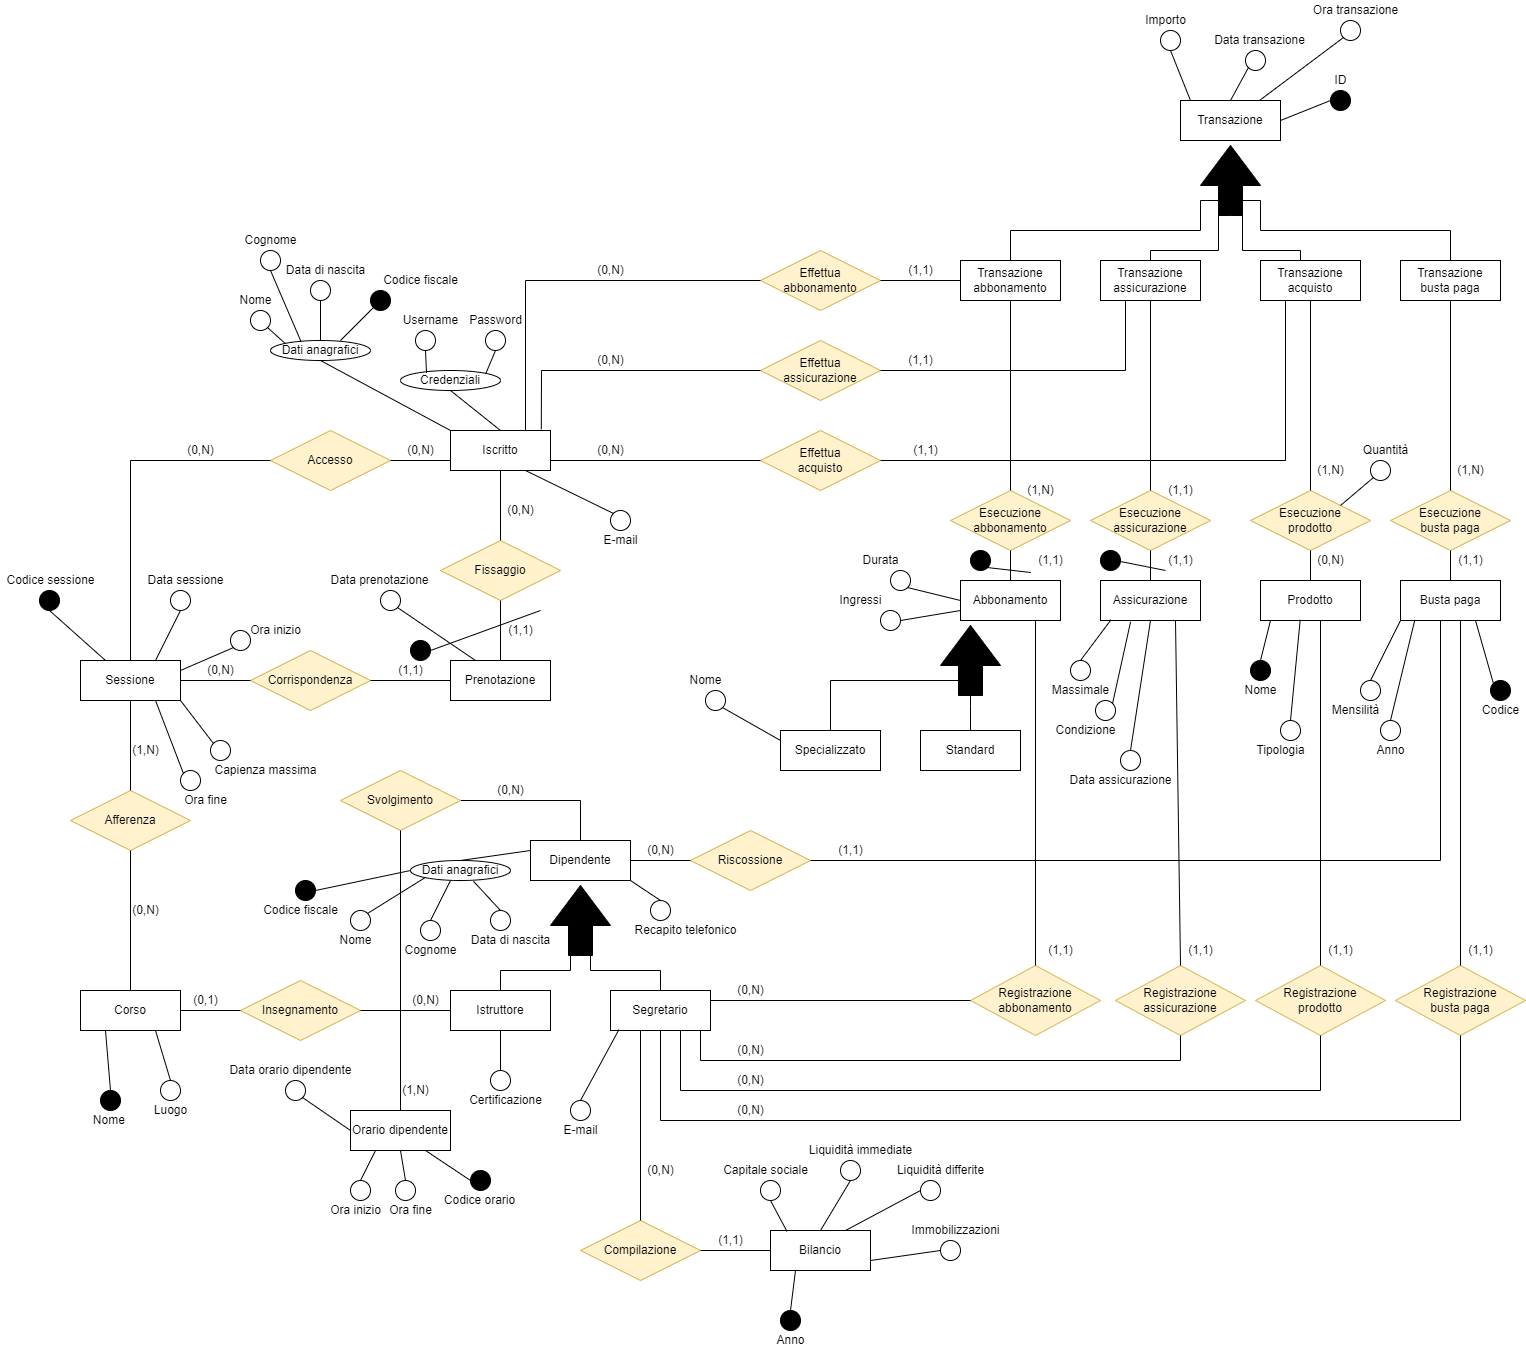 Ora transazione
Importo
Data transazione
ID
Transazione
Cognome
Data di nascita
Codice fiscale
Nome
Dati anagrafici
Username
Password
Credenziali
(0,N)
Effettua
abbonamento
(1,1)
Transazione
abbonamento
Transazione
assicurazione
Transazione
acquisto
Transazione
busta paga
(0,N)
Effettua
assicurazione
(1,1)
(0,N)
Accesso
(0,N)
Iscritto
(0,N)
Effettua
acquisto
(1,1)
Quantità
(1,N)
(1,1)
(1,N)
(1,N)
(0,N)
E-mail
Esecuzione
abbonamento
Esecuzione
assicurazione
Esecuzione
prodotto
Esecuzione
busta paga
Fissaggio
Durata
(1,1)
(1,1)
(0,N)
(1,1)
Codice sessione
Data sessione
Data prenotazione
Ingressi
Abbonamento
Assicurazione
Prodotto
Busta paga
Ora inizio
(1,1)
Sessione
(0,N)
Corrispondenza
(1,1)
Prenotazione
Nome
Massimale
Nome
Mensilità
Codice
Condizione
(1,N)
Capienza massima
Ora fine
Specializzato
Standard
Data assicurazione
Tipologia
Anno
Svolgimento
(0,N)
Afferenza
Dipendente
(0,N)
Riscossione
(1,1)
Dati anagrafici
Codice fiscale
Nome
Cognome
Data di nascita
Recapito telefonico
(0,N)
(1,1)
(1,1)
(1,1)
(1,1)
Corso
(0,1)
Insegnamento
(0,N)
Istruttore
Segretario
(0,N)
Registrazione
abbonamento
Registrazione
assicurazione
Registrazione
prodotto
Registrazione
busta paga
(0,N)
(0,N)
(0,N)
Nome
Luogo
Data orario dipendente
(1,N)
Certificazione
E-mail
Orario dipendente
Ora inizio
Ora fine
Codice orario
(0,N)
Capitale sociale
Liquidità immediate
Liquidità differite
Immobilizzazioni
Compilazione
(1,1)
Bilancio
Anno